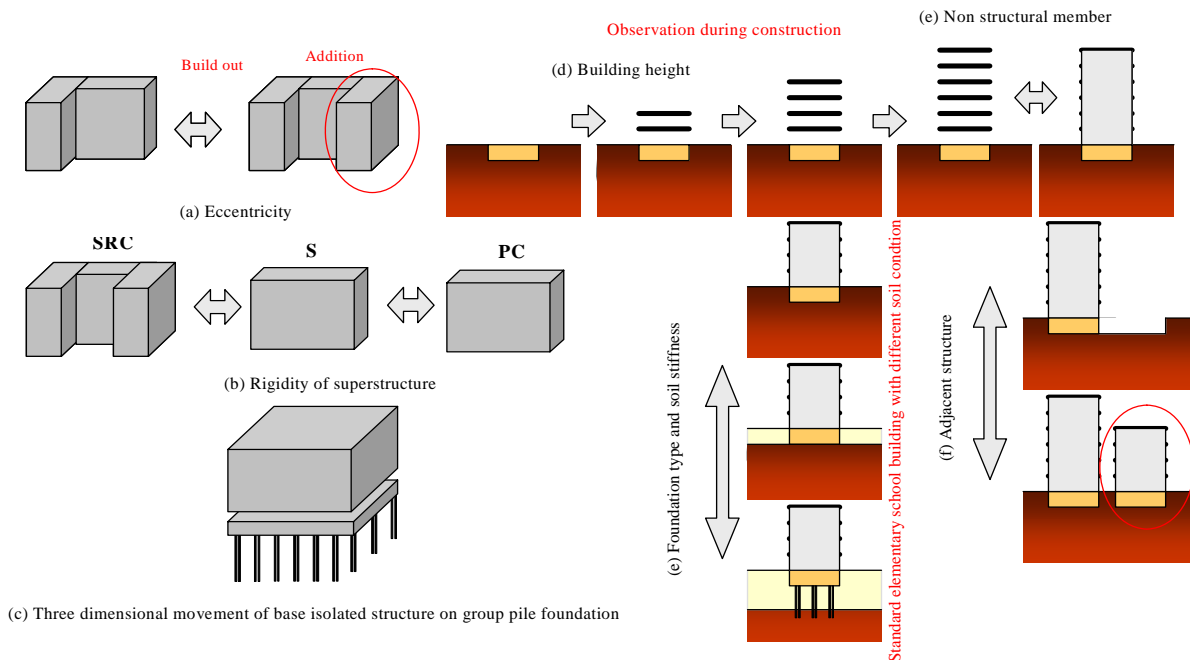 Observation during construction
(e) Non structural member
Build out
Addition
(d) Building height
(a) Eccentricity
SRC
S
PC
(b) Rigidity of superstructure
(e) Foundation type and soil stiffness
Standard elementary school building with different soil condtion
(f) Adjacent structure
(c) Three dimensional movement of base isolated structure on group pile foundation